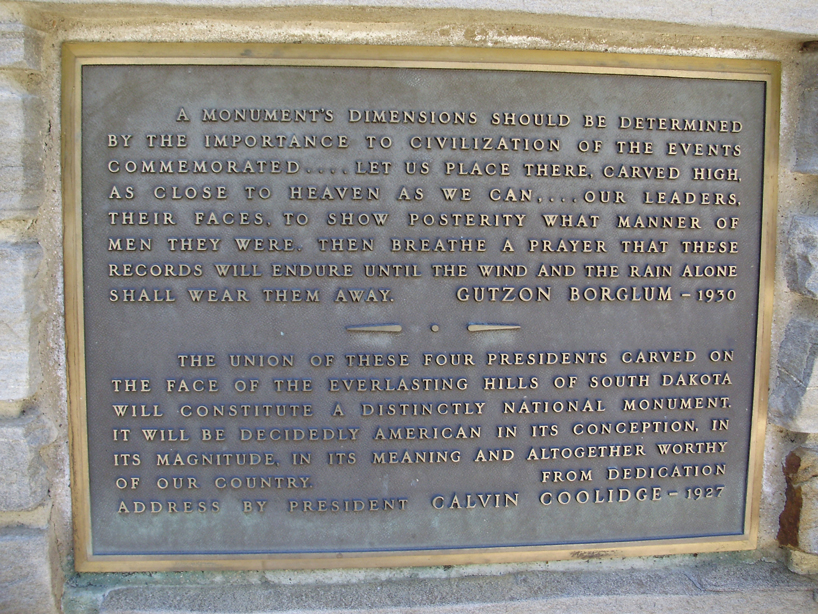 A MONUMENT'S DIMENSIONS SHOULD BE DETERMINED
BY THE IMPORTANCE TO CIVILIZATION OF THE EVENTS
COMMEMORATED....LET US PLACE THERE, CARVED HIGH,
AS CLOSE TO HEAVEN AS WE CAN,....OUR LEADERS,
THEIR FACES, TO SHOW POSTERITY WHAT MANNER OF
MEN THEY WERE. THEN BREATHE A PRAYER THAT THESE
RECORDS WILL ENDURE UNTIL THE WIND AND THE RAIN ALONE
SHALL WEAR THEM AWAY. GUTZON BORGLUM - 1930
THE UNION OF THESE FOUR PRESIDENTS CARVED ON
THE FACE OF THE EVERLASTING HILLS OF SOUTH DAKOTA
WILL CONSTITUTE A DISTINCTLY NATIONAL MONUMENT.
IT WILL BE DECIDEDLY AMERICAN IN ITS CONCEPTION, IN
ITS MAGNITUDE, IN ITS MEANING AND ALTOGETHER WORTHY
OF OUR COUNTRY. FROM DEDICATION
ADDRESS BY PRESIDENT CALVIN COOLIDGE - 1927